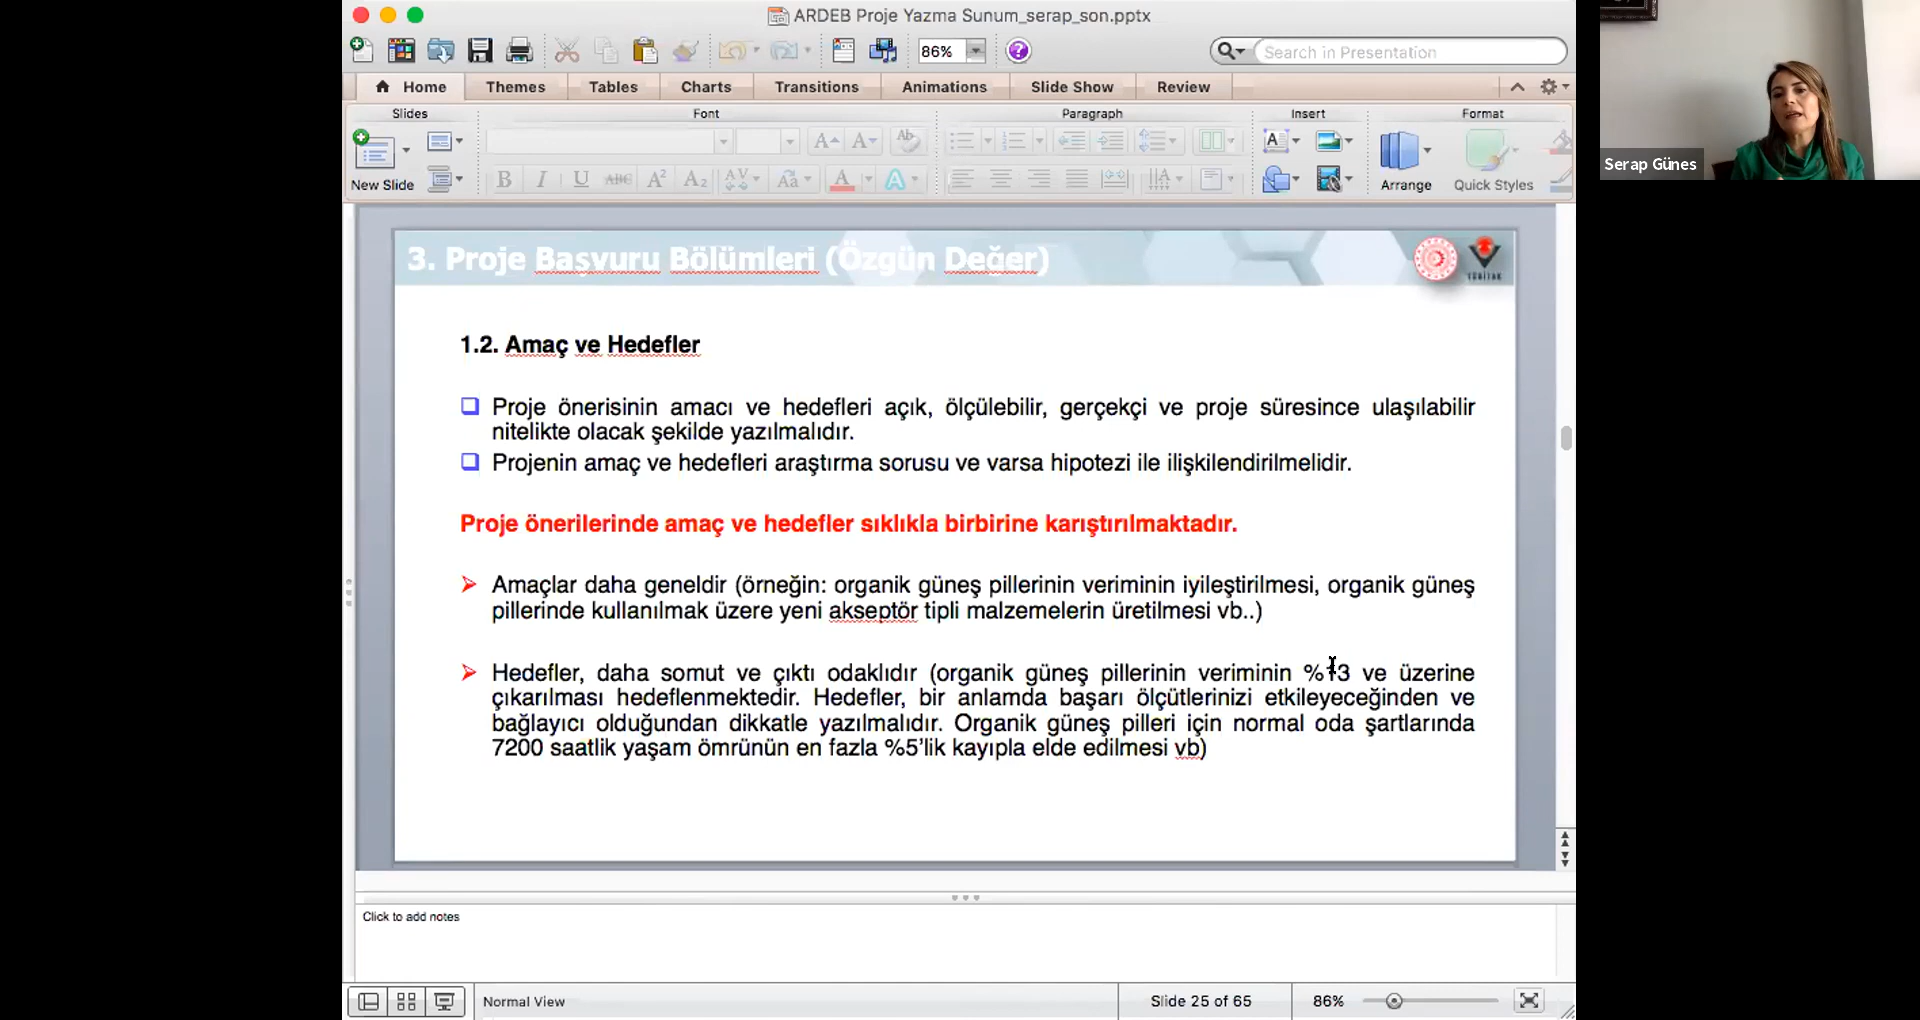 ARDEB Proje Yazma Sunum_serap_son.pptx
86%
Search in Presentation
Home Themes Tables Charts Transitions Animations Slide Show Review
Slides Font Paragraph Insert Format
New Slide Arrange Quick Styles
Serap Günes
3. Proje Başvuru Bölümleri (Özgün Değer)
TÜBİTAK
1.2. Amaç ve Hedefler
Proje önerisinin amacı ve hedefleri açık, ölçülebilir, gerçekçi ve proje süresince ulaşılabilir
nitelikte olacak şekilde yazılmalıdır.
Projenin amaç ve hedefleri araştırma sorusu ve varsa hipotezi ile ilişkilendirilmelidir.
Proje önerilerinde amaç ve hedefler sıklıkla birbirine karıştırılmaktadır.
Amaçlar daha geneldir (örneğin: organik güneş pillerinin veriminin iyileştirilmesi, organik güneş
pillerinde kullanılmak üzere yeni akseptör tipli malzemelerin üretilmesi vb..)
Hedefler, daha somut ve çıktı odaklıdır (organik güneş pillerinin veriminin %13 ve üzerine
çıkarılması hedeflenmektedir. Hedefler, bir anlamda başarı ölçütlerinizi etkileyeceğinden ve
bağlayıcı olduğundan dikkatle yazılmalıdır. Organik güneş pilleri için normal oda şartlarında
7200 saatlik yaşam ömrünün en fazla %5'lik kayıpla elde edilmesi vb)
Click to add notes
Normal View Slide 25 of 65 86%